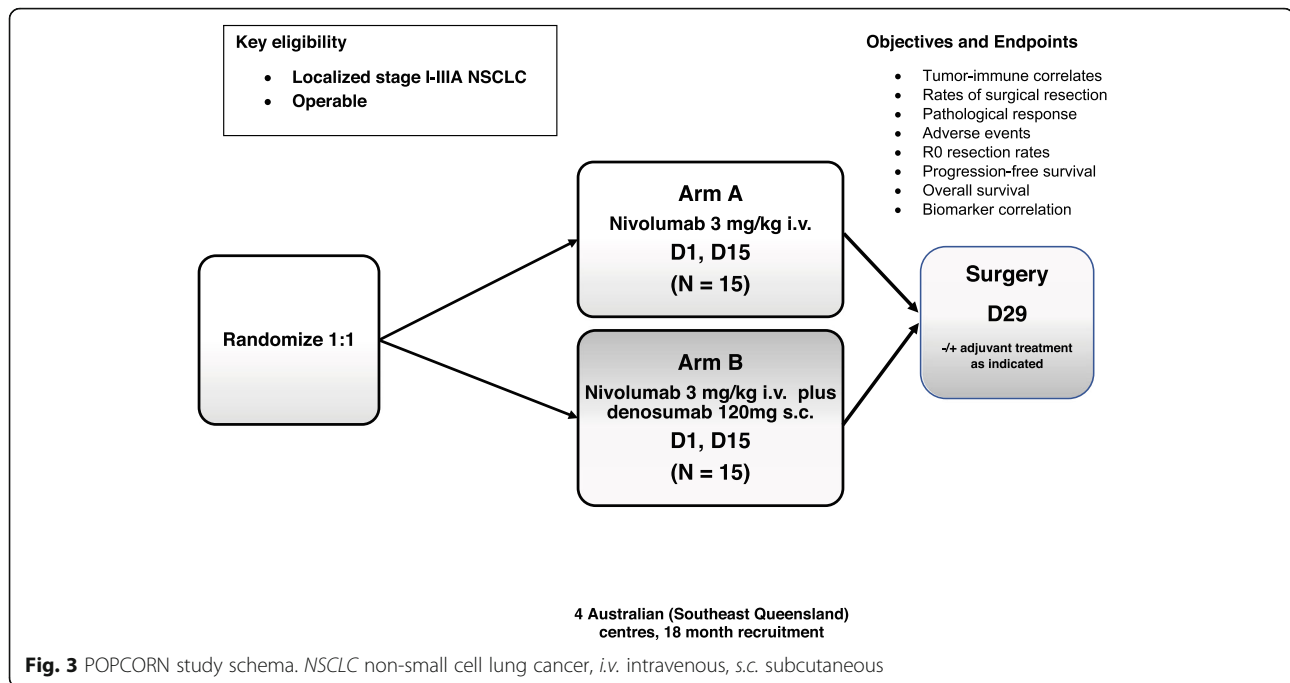 Key eligibility
• Localized stage I-IIIA NSCLC
• Operable
Objectives and Endpoints
• Tumor-immune correlates
• Rates of surgical resection
• Pathological response
• Adverse events
• R0 resection rates
• Progression-free survival
• Overall survival
• Biomarker correlation
Randomize 1:1
Arm A
Nivolumab 3 mg/kg i.v.
D1, D15
(N = 15)
Arm B
Nivolumab 3 mg/kg i.v. plus
denosumab 120mg s.c.
D1, D15
(N = 15)
Surgery
D29
-/+ adjuvant treatment
as indicated
4 Australian (Southeast Queensland)
centres, 18 month recruitment
Fig. 3 POPCORN study schema. NSCLC non-small cell lung cancer, i.v. intravenous, s.c. subcutaneous